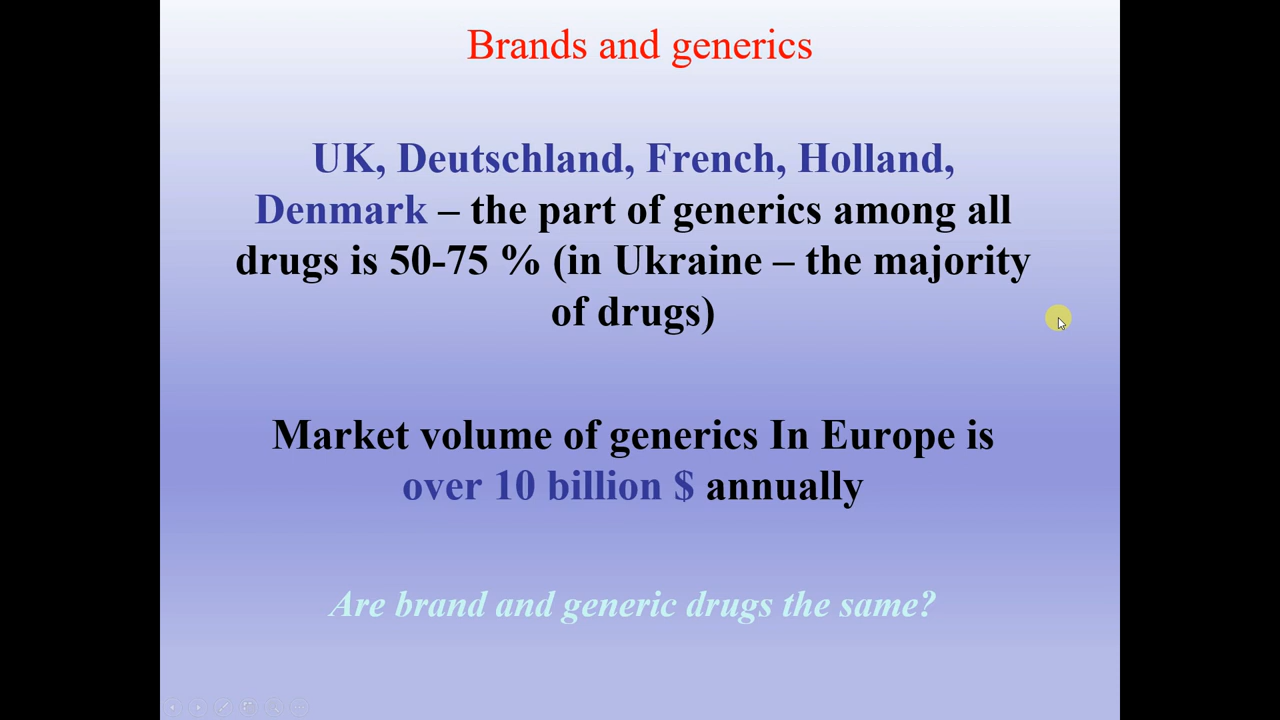 Brands and generics
UK, Deutschland, French, Holland,
Denmark – the part of generics among all
drugs is 50-75 % (in Ukraine – the majority
of drugs)
Market volume of generics In Europe is
over 10 billion $ annually
Are brand and generic drugs the same?